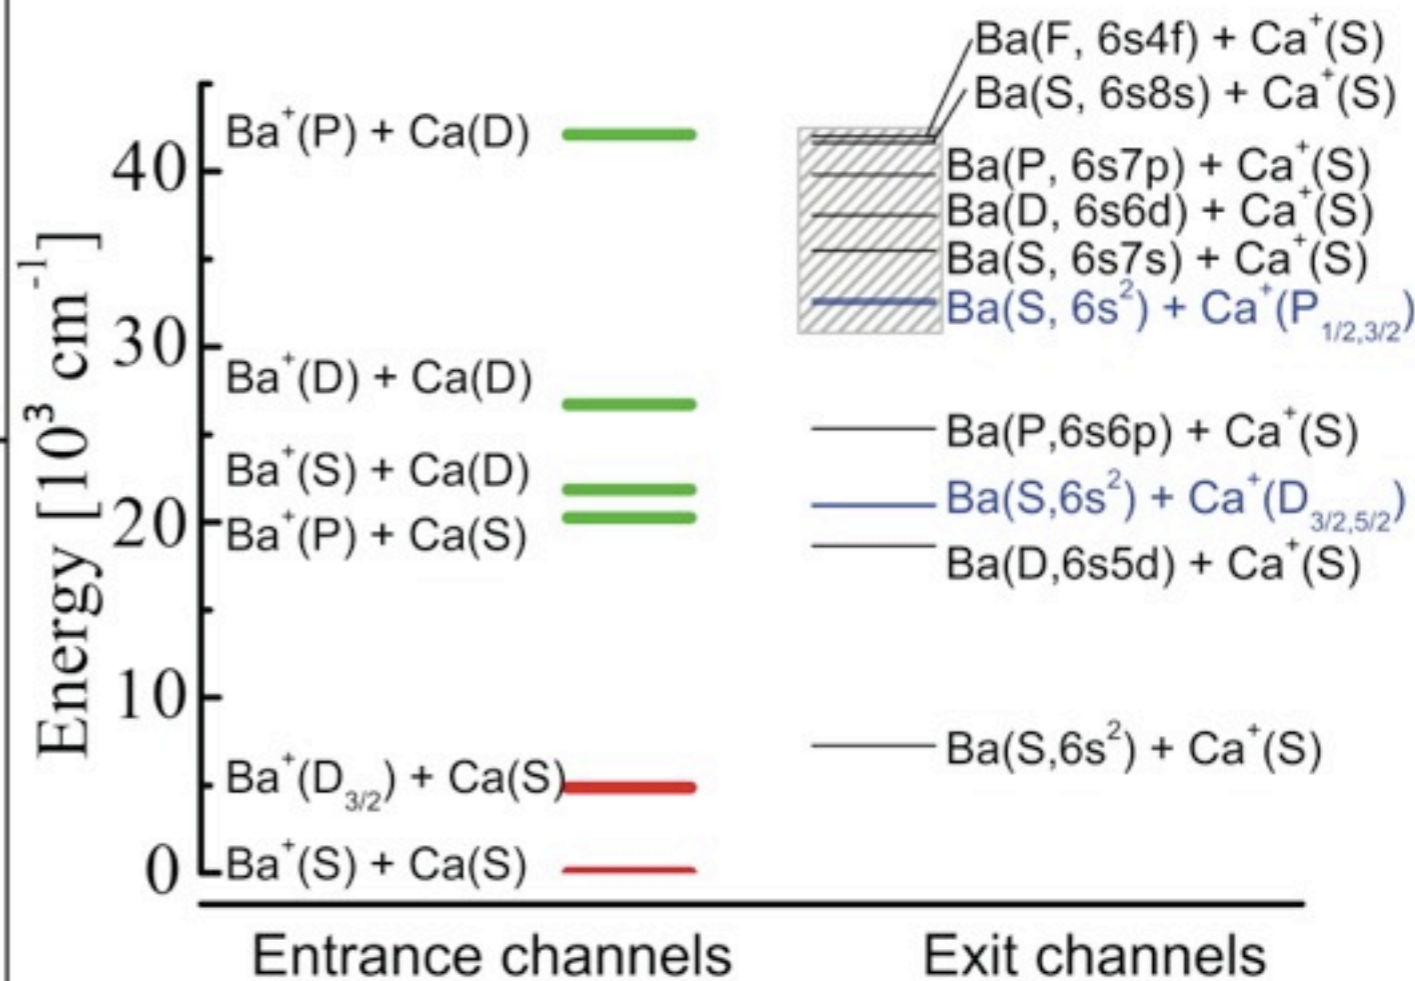 Energy [10³ cm⁻¹]
40
30
20
10
0
Ba⁺(P) + Ca(D)
Ba⁺(D) + Ca(D)
Ba⁺(S) + Ca(D)
Ba⁺(P) + Ca(S)
Ba⁺(D₃/₂) + Ca(S)
Ba⁺(S) + Ca(S)
Ba(F, 6s4f) + Ca⁺(S)
Ba(S, 6s8s) + Ca⁺(S)
Ba(P, 6s7p) + Ca⁺(S)
Ba(D, 6s6d) + Ca⁺(S)
Ba(S, 6s7s) + Ca⁺(S)
Ba(S, 6s²) + Ca⁺(P₁/₂,₃/₂)
Ba(P,6s6p) + Ca⁺(S)
Ba(S,6s²) + Ca⁺(D₃/₂,₅/₂)
Ba(D,6s5d) + Ca⁺(S)
Ba(S,6s²) + Ca⁺(S)
Entrance channels
Exit channels